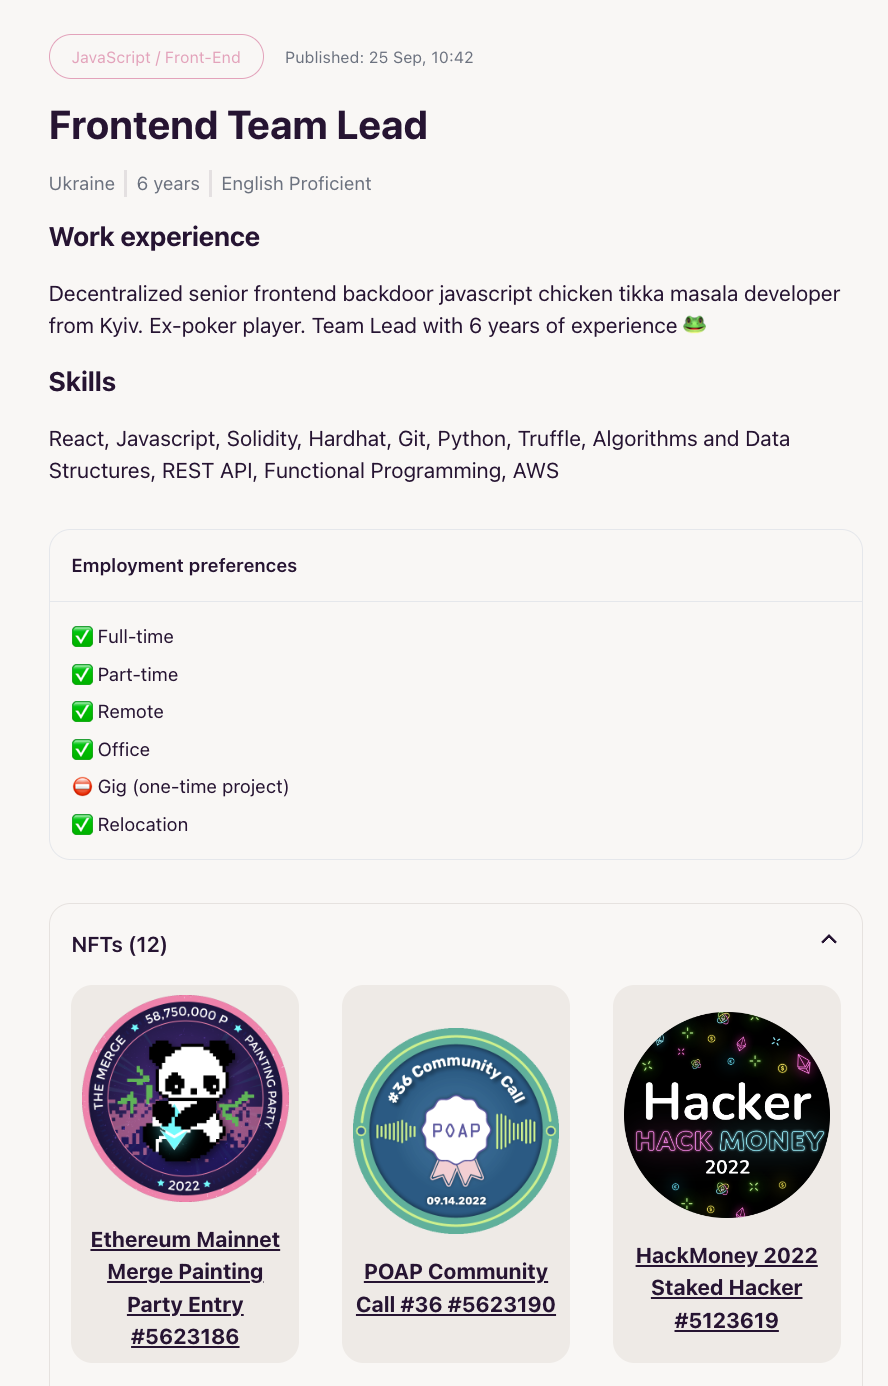 JavaScript / Front-End
Published: 25 Sep, 10:42
Frontend Team Lead
Ukraine
6 years
English Proficient
Work experience
Decentralized senior frontend backdoor javascript chicken tikka masala developer
from Kyiv. Ex-poker player. Team Lead with 6 years of experience 🐸
Skills
React, Javascript, Solidity, Hardhat, Git, Python, Truffle, Algorithms and Data
Structures, REST API, Functional Programming, AWS
Employment preferences
✅ Full-time
✅ Part-time
✅ Remote
✅ Office
⛔ Gig (one-time project)
✅ Relocation
NFTs (12)
THE MERGE ★ 58,750,000 P ★ PAINTING PARTY
★ 2022 ★
Ethereum Mainnet
Merge Painting
Party Entry
#5623186
#36 Community Call
POAP
09.14.2022
POAP Community
Call #36 #5623190
Hacker
HACK MONEY
2022
HackMoney 2022
Staked Hacker
#5123619